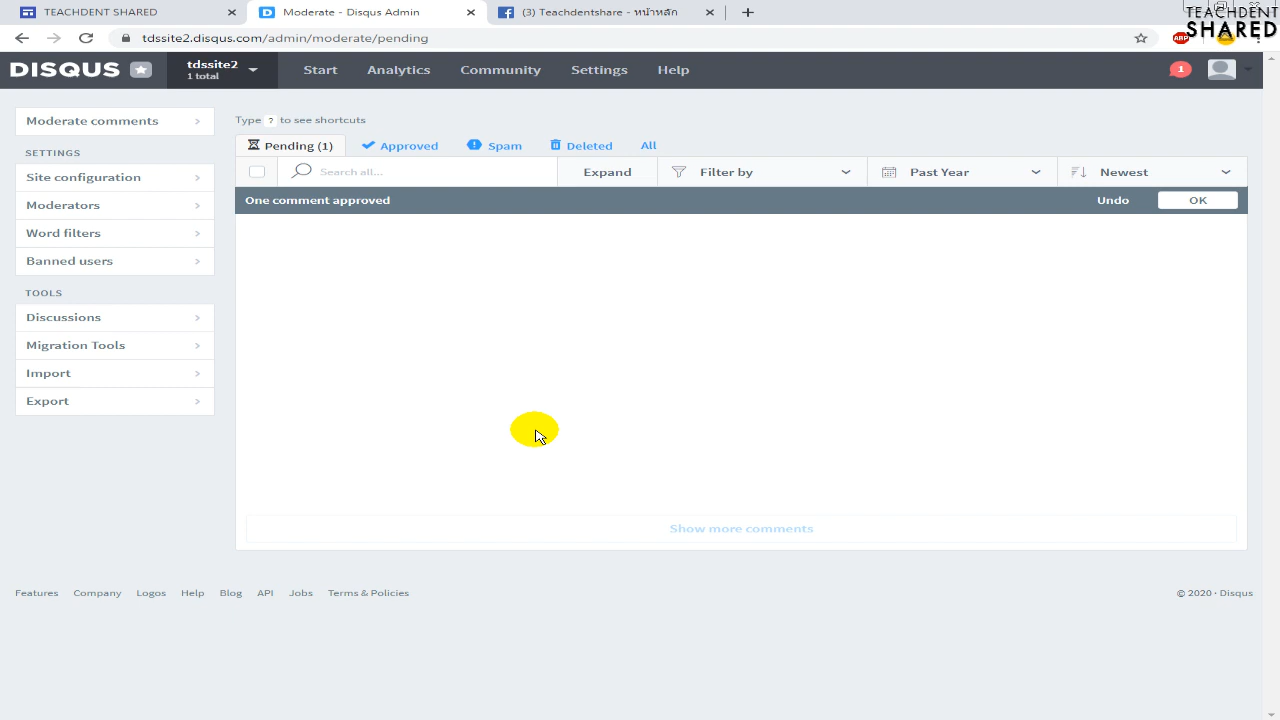 TEACHDENT SHARED
Moderate - Disqus Admin
(3) Teachdentshare - หน้าหลัก
TEACHDENT
SHARED
tdssite2.disqus.com/admin/moderate/pending
ABP
DISQUS
tdssite2
1 total
Start
Analytics
Community
Settings
Help
1
Moderate comments
SETTINGS
Site configuration
Moderators
Word filters
Banned users
TOOLS
Discussions
Migration Tools
Import
Export
Type ? to see shortcuts
Pending (1)
Approved
Spam
Deleted
All
Search all...
Expand
Filter by
Past Year
Newest
One comment approved
Undo
OK
Show more comments
Features
Company
Logos
Help
Blog
API
Jobs
Terms & Policies
© 2020 · Disqus